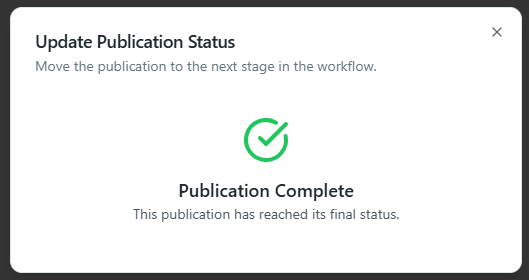 Update Publication Status
Move the publication to the next stage in the workflow.
Publication Complete
This publication has reached its final status.